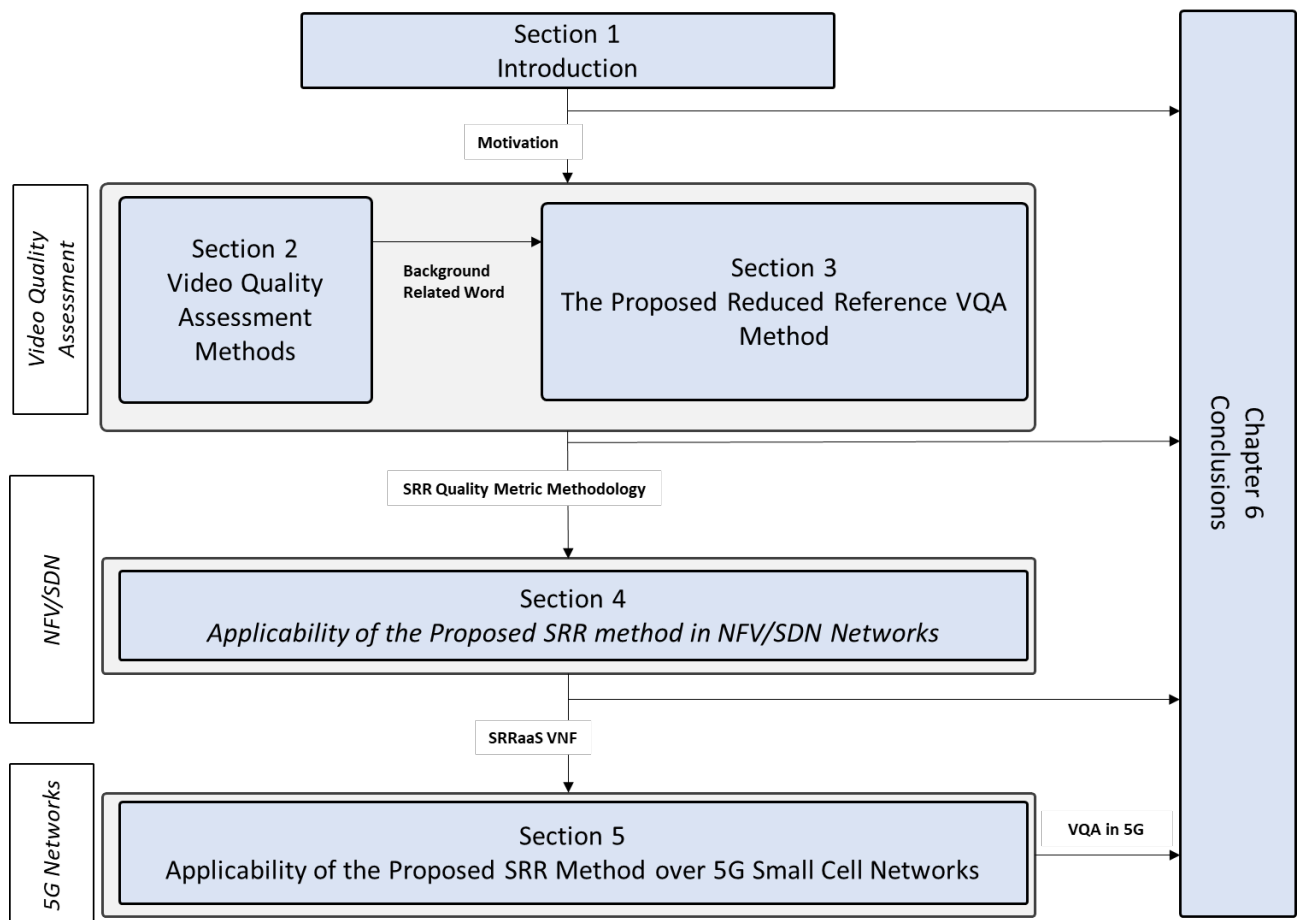 Section 1
Introduction
Motivation
Video Quality
Assessment
Section 2
Video Quality
Assessment
Methods
Background
Related Word
Section 3
The Proposed Reduced Reference VQA
Method
SRR Quality Metric Methodology
NFV/SDN
Section 4
Applicability of the Proposed SRR method in NFV/SDN Networks
SRRaaS VNF
5G Networks
Section 5
Applicability of the Proposed SRR Method over 5G Small Cell Networks
VQA in 5G
Chapter 6
Conclusions